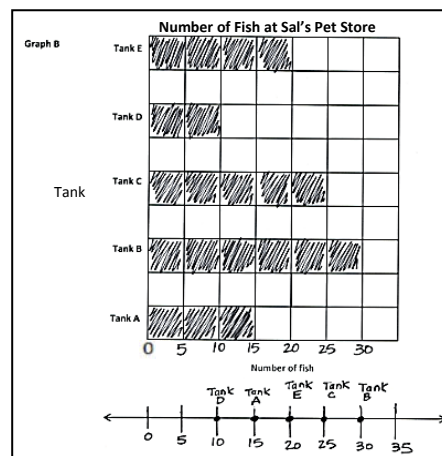 Number of Fish at Sal's Pet Store
Graph B
Tank E
Tank D
Tank C
Tank
Tank B
Tank A
0 5 10 15 20 25 30
Number of fish
Tank D Tank A Tank E Tank C Tank B
0 5 10 15 20 25 30 35